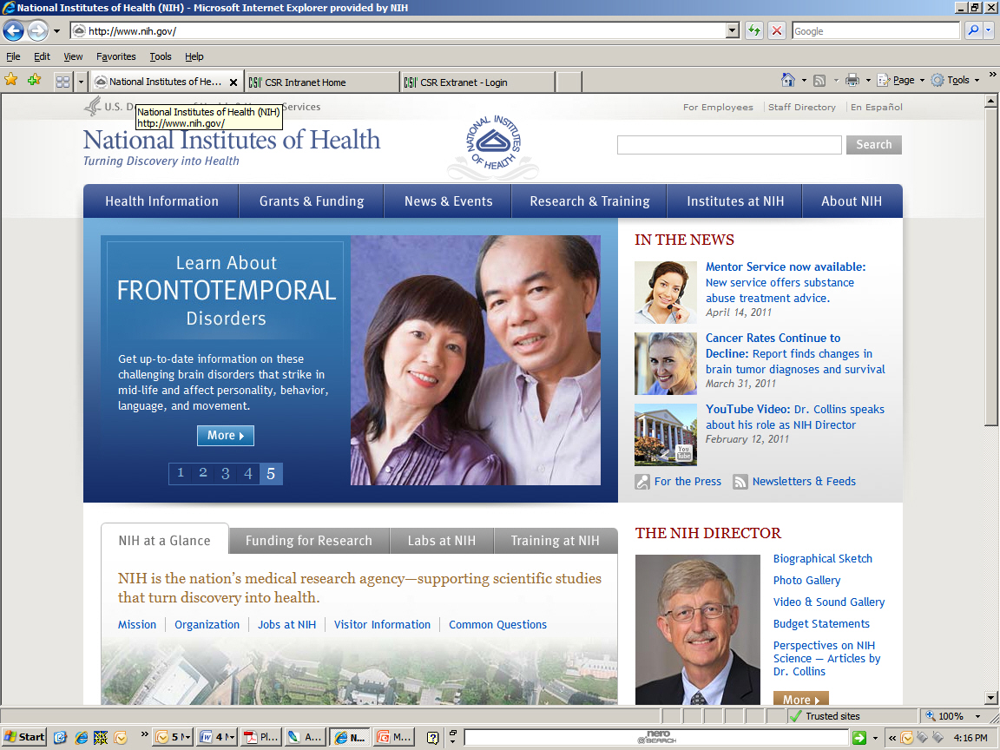 National Institutes of Health (NIH) - Microsoft Internet Explorer provided by NIH
http://www.nih.gov/
Google
File Edit View Favorites Tools Help
National Institutes of He... CSR Intranet Home CSR Extranet - Login
Page Tools
U.S. D Services
National Institutes of Health (NIH)
http://www.nih.gov/
For Employees Staff Directory En Español
National Institutes of Health
Turning Discovery into Health
NATIONAL INSTITUTES OF HEALTH
Search
Health Information Grants & Funding News & Events Research & Training Institutes at NIH About NIH
Learn About
FRONTOTEMPORAL
Disorders
Get up-to-date information on these
challenging brain disorders that strike in
mid-life and affect personality, behavior,
language, and movement.
More
1 2 3 4 5
IN THE NEWS
Mentor Service now available:
New service offers substance
abuse treatment advice.
April 14, 2011
Cancer Rates Continue to
Decline: Report finds changes in
brain tumor diagnoses and survival
March 31, 2011
YouTube Video: Dr. Collins speaks
about his role as NIH Director
February 12, 2011
You
Tube
For the Press Newsletters & Feeds
NIH at a Glance Funding for Research Labs at NIH Training at NIH
NIH is the nation's medical research agency—supporting scientific studies
that turn discovery into health.
Mission Organization Jobs at NIH Visitor Information Common Questions
THE NIH DIRECTOR
Biographical Sketch
Photo Gallery
Video & Sound Gallery
Budget Statements
Perspectives on NIH
Science — Articles by
Dr. Collins
More
Trusted sites 100%
Start 5 4 Pl... A... N... M... nero SEARCH 4:16 PM